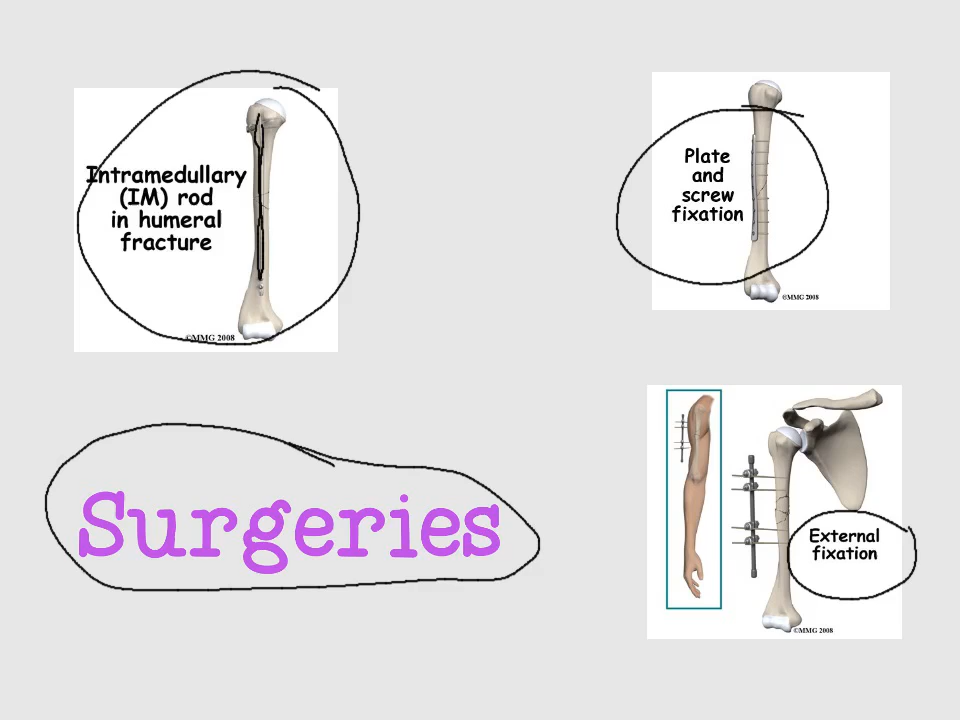 Intramedullary
(IM) rod
in humeral
fracture
©MMG 2008
Plate
and
screw
fixation
©MMG 2008
Surgeries
External
fixation
©MMG 2008